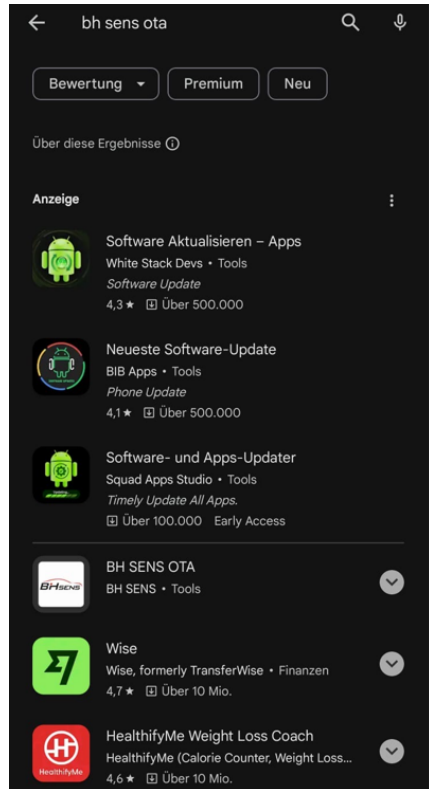 bh sens ota
Bewertung
Premium
Neu
Über diese Ergebnisse
Anzeige
Software Aktualisieren – Apps
White Stack Devs • Tools
Software Update
4,3★ Über 500.000
Neueste Software-Update
BIB Apps • Tools
Phone Update
4,1★ Über 500.000
Software- und Apps-Updater
Squad Apps Studio • Tools
Timely Update All Apps.
Über 100.000 Early Access
BHSENS
BH SENS OTA
BH SENS • Tools
Wise
Wise, formerly TransferWise • Finanzen
4,7★ Über 10 Mio.
HealthifyMe
HealthifyMe Weight Loss Coach
HealthifyMe (Calorie Counter, Weight Loss...
4,6★ Über 10 Mio.